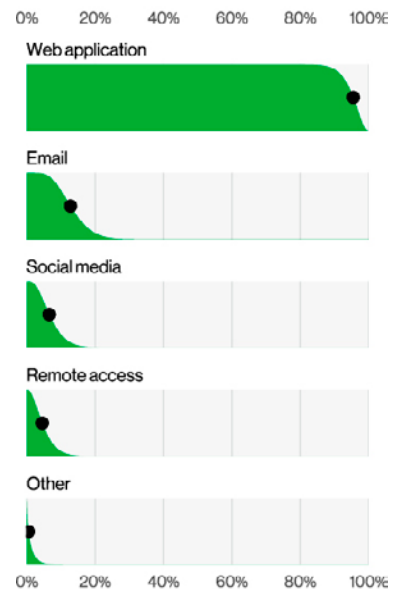 0% 20% 40% 60% 80% 100%
Web application
Email
Social media
Remote access
Other
0% 20% 40% 60% 80% 100%